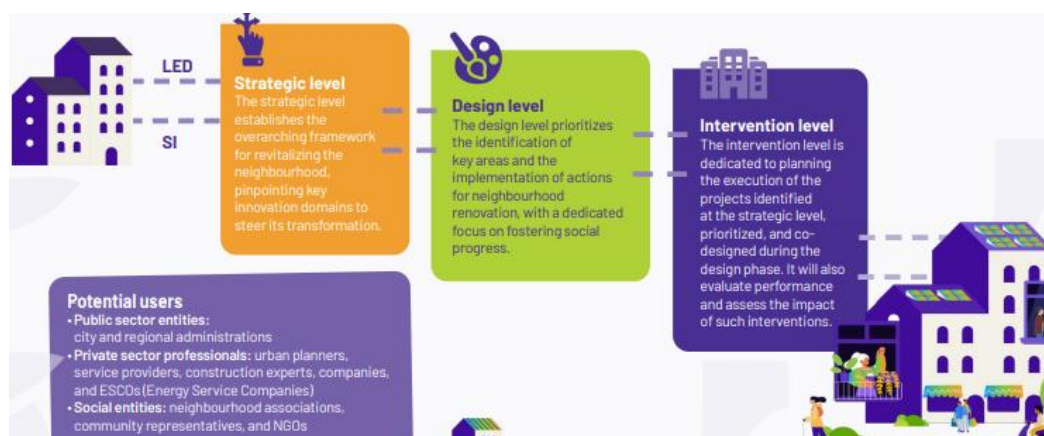 LED
SI
Strategic level
The strategic level
establishes the
overarching framework
for revitalizing the
neighbourhood,
pinpointing key
innovation domains to
steer its transformation.
Design level
The design level prioritizes
the identification of
key areas and the
implementation of actions
for neighbourhood
renovation, with a dedicated
focus on fostering social
progress.
Intervention level
The intervention level is
dedicated to planning
the execution of the
projects identified
at the strategic level,
prioritized, and co-
designed during the
design phase. It will also
evaluate performance
and assess the impact
of such interventions.
Potential users
• Public sector entities:
city and regional administrations
• Private sector professionals: urban planners,
service providers, construction experts, companies,
and ESCOs (Energy Service Companies)
• Social entities: neighbourhood associations,
community representatives, and NGOs